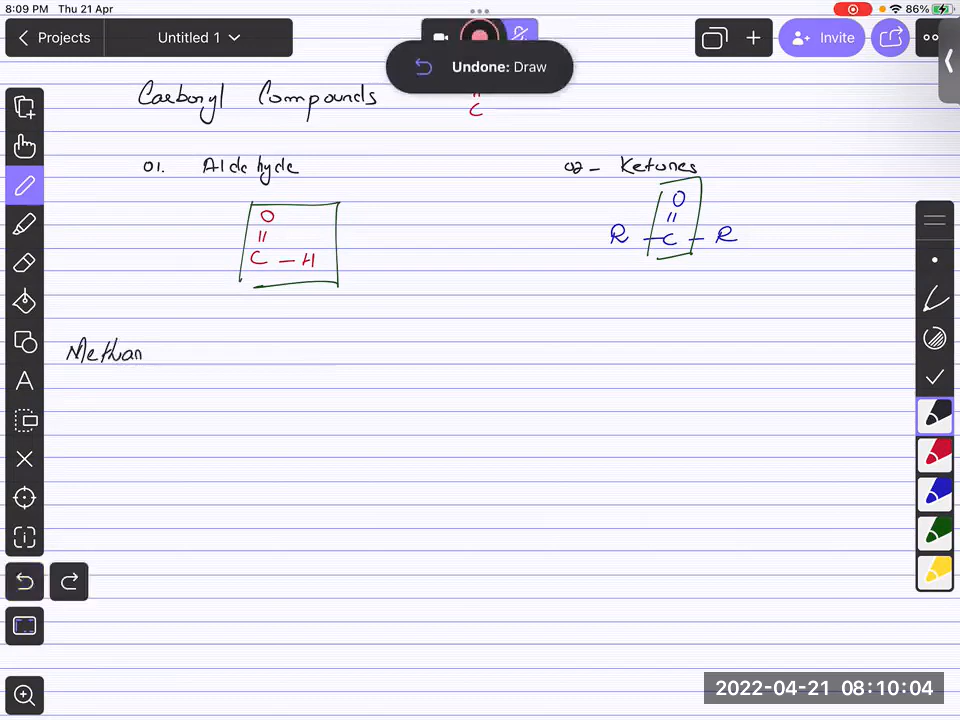 8:09 PM Thu 21 Apr 86%
Projects Untitled 1 Invite
Undone: Draw
Carbonyl Compounds
C
01. Aldehyde
02 - Ketones
O
=
C - H
O
=
R - C - R
Methan
A
2022-04-21 08:10:04